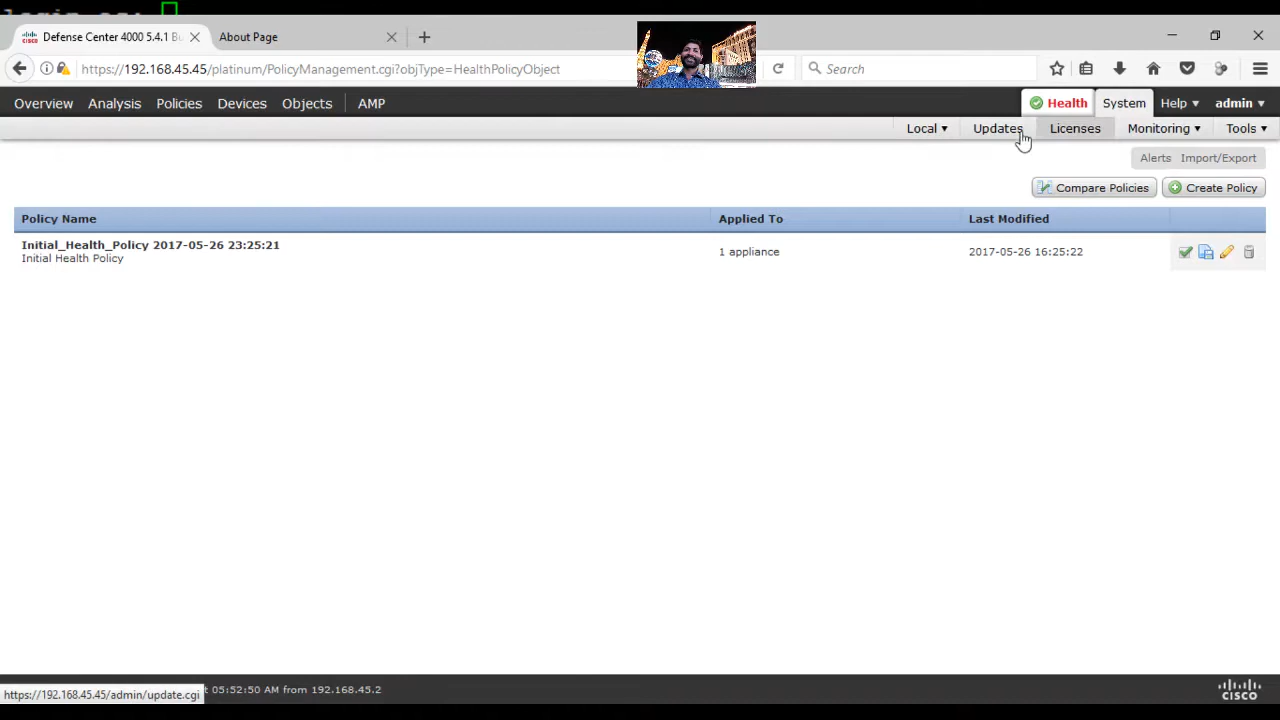 Defense Center 4000 5.4.1 Bu
About Page
https://192.168.45.45/platinum/PolicyManagement.cgi?objType=HealthPolicyObject
Search
Overview Analysis Policies Devices Objects AMP
Health System Help admin
Local Updates Licenses Monitoring Tools
Alerts Import/Export
Compare Policies Create Policy
Policy Name Applied To Last Modified
Initial_Health_Policy 2017-05-26 23:25:21
Initial Health Policy
1 appliance 2017-05-26 16:25:22
https://192.168.45.45/admin/update.cgi
t 05:52:50 AM from 192.168.45.2
CISCO